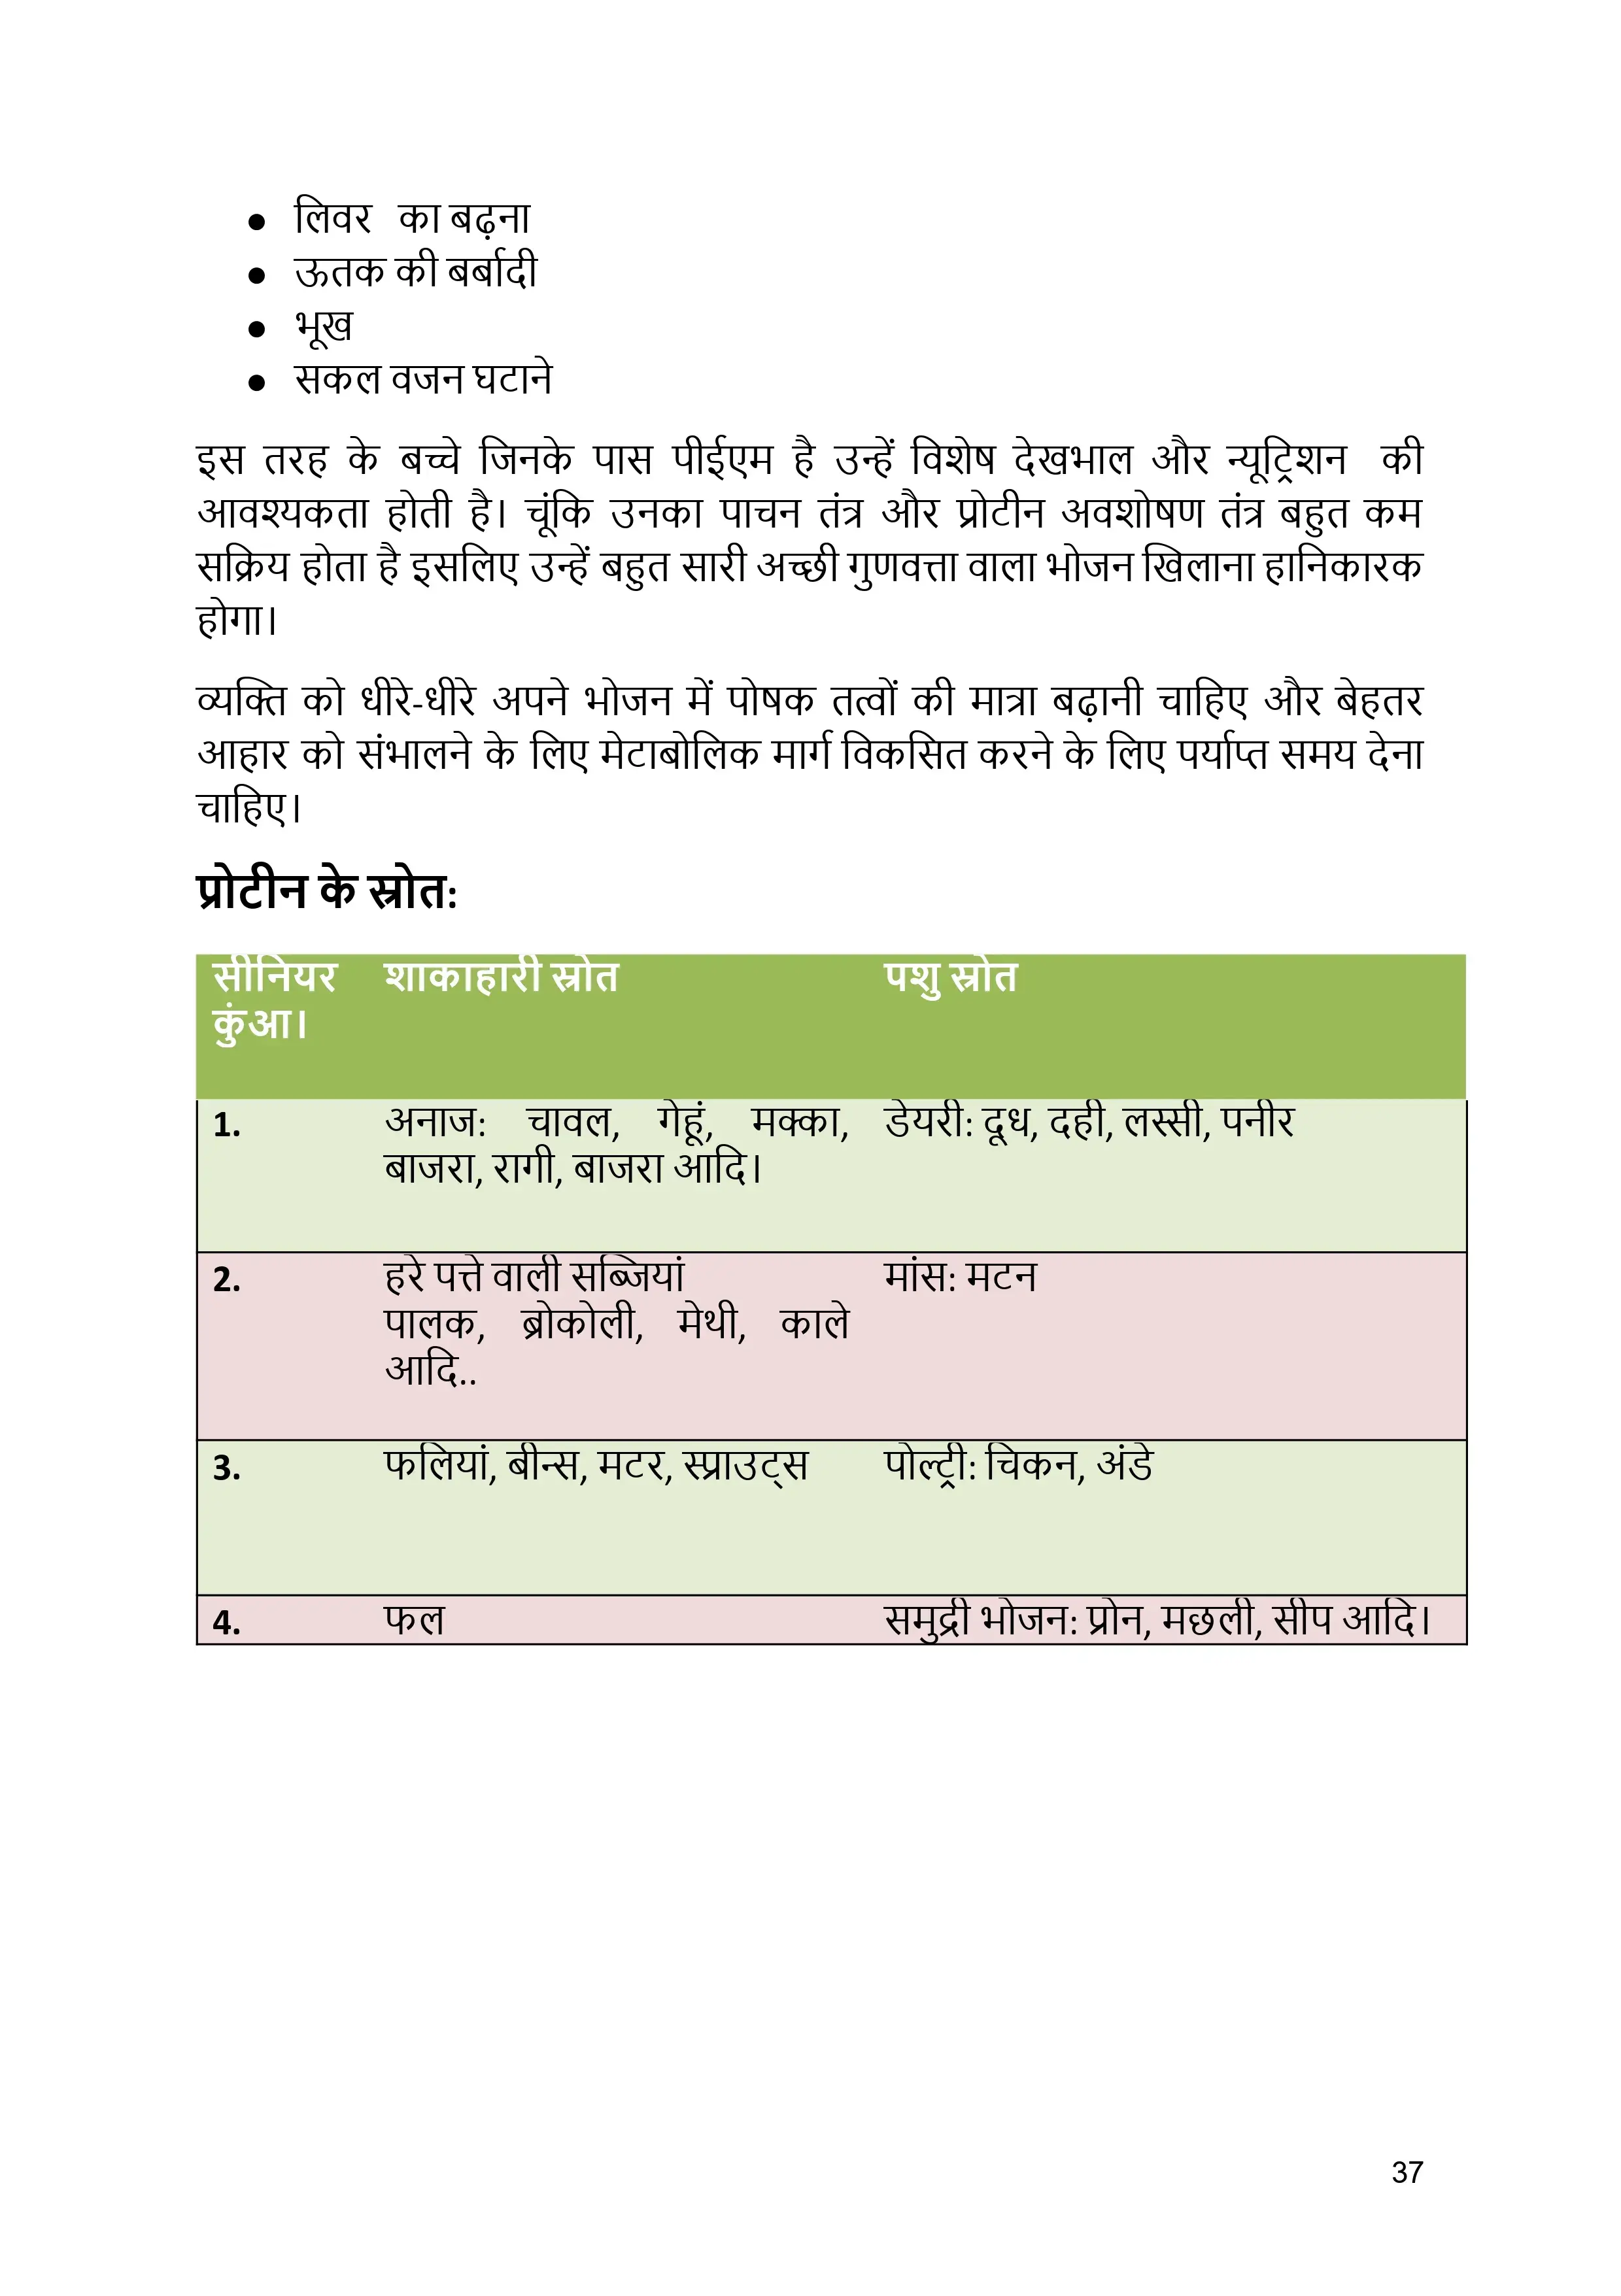 ● लिवर का बढ़ना
● ऊतक की बर्बादी
● भूख
● सकल वजन घटाने
इस तरह के बच्चे जिनके पास पीईएम है उन्हें विशेष देखभाल और न्यूट्रिशन की
आवश्यकता होती है। चूंकि उनका पाचन तंत्र और प्रोटीन अवशोषण तंत्र बहुत कम
सक्रिय होता है इसलिए उन्हें बहुत सारी अच्छी गुणवत्ता वाला भोजन खिलाना हानिकारक
होगा।
व्यक्ति को धीरे-धीरे अपने भोजन में पोषक तत्वों की मात्रा बढ़ानी चाहिए और बेहतर
आहार को संभालने के लिए मेटाबोलिक मार्ग विकसित करने के लिए पर्याप्त समय देना
चाहिए।
प्रोटीन के स्रोत:
सीनियर शाकाहारी स्रोत पशु स्रोत
कुंआ।
1. अनाज: चावल, गेहूं, मक्का, डेयरी: दूध, दही, लस्सी, पनीर
बाजरा, रागी, बाजरा आदि।
2. हरे पत्ते वाली सब्जियां मांस: मटन
पालक, ब्रोकोली, मेथी, काले
आदि..
3. फलियां, बीन्स, मटर, स्प्राउट्स पोल्ट्री: चिकन, अंडे
4. फल समुद्री भोजन: प्रोन, मछली, सीप आदि।
37